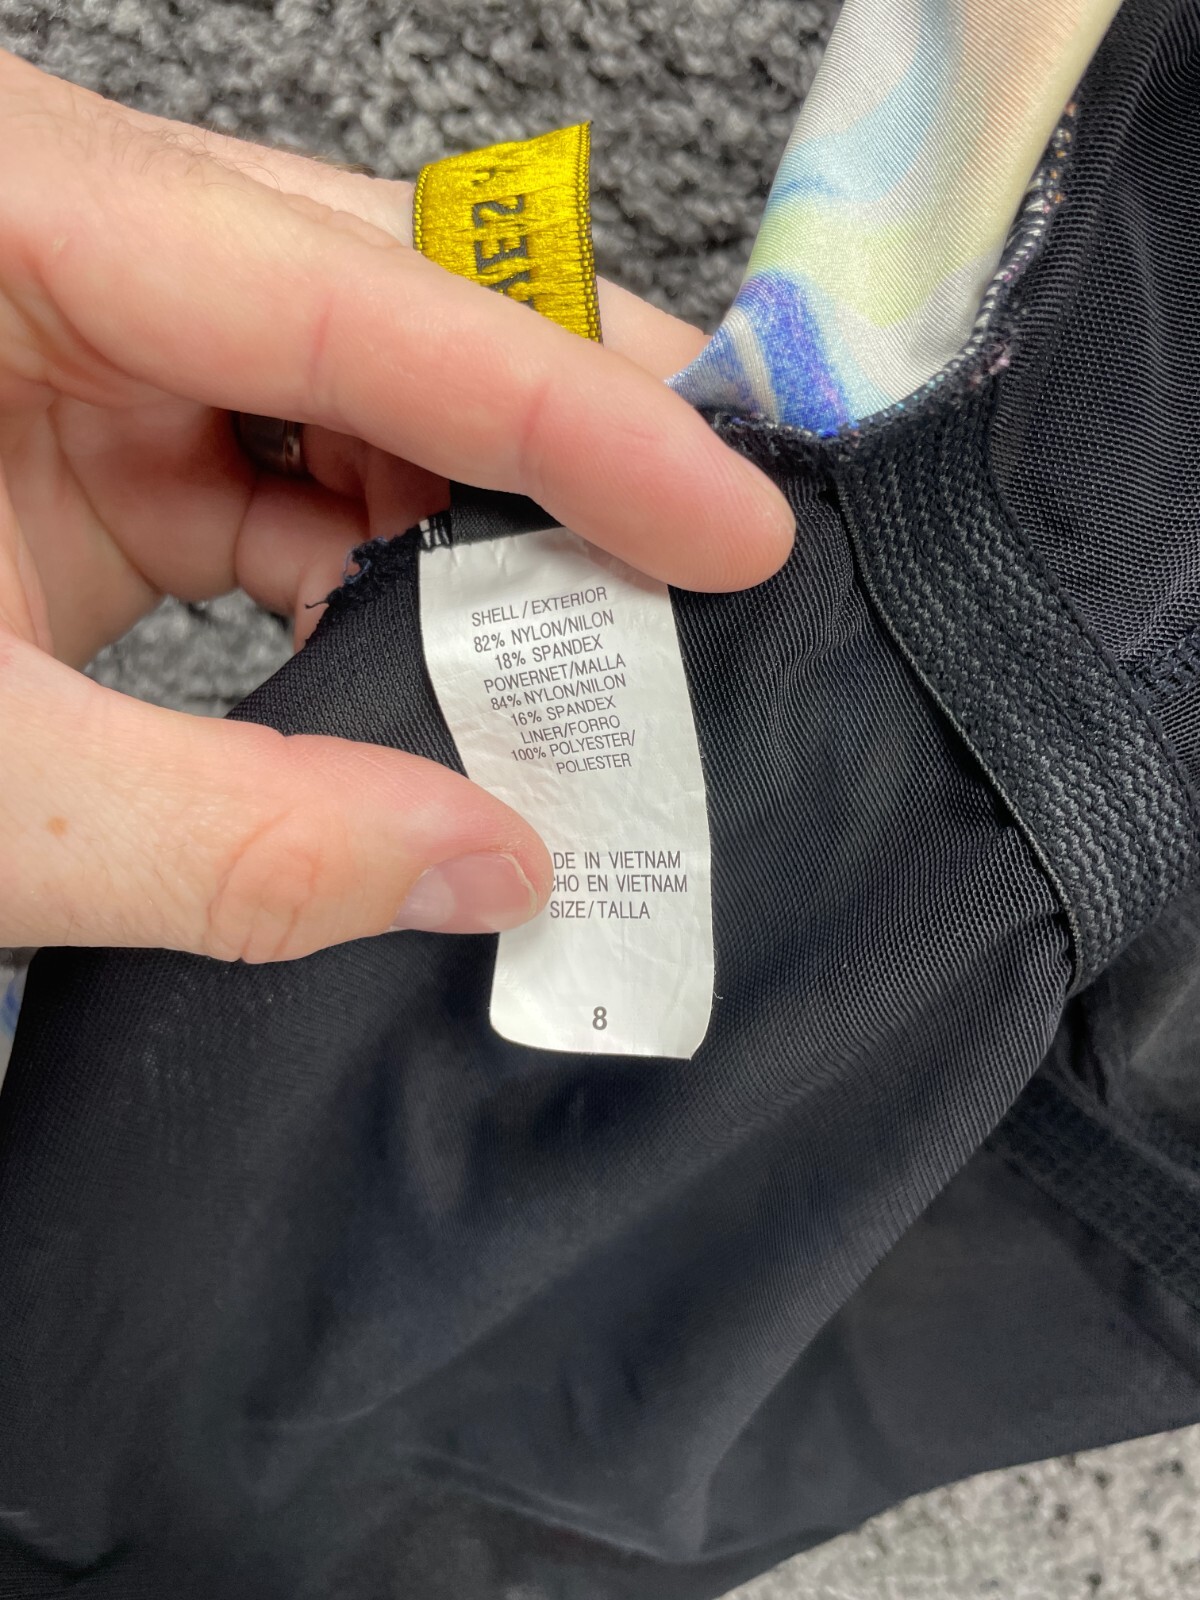 SHELL/EXTERIOR
82% NYLON/NILON
18% SPANDEX
POWERNET/MALLA
84% NYLON/NILON
16% SPANDEX
LINER/FORRO
100% POLYESTER/
POLIESTER
DE IN VIETNAM
CHO EN VIETNAM
SIZE/TALLA
8